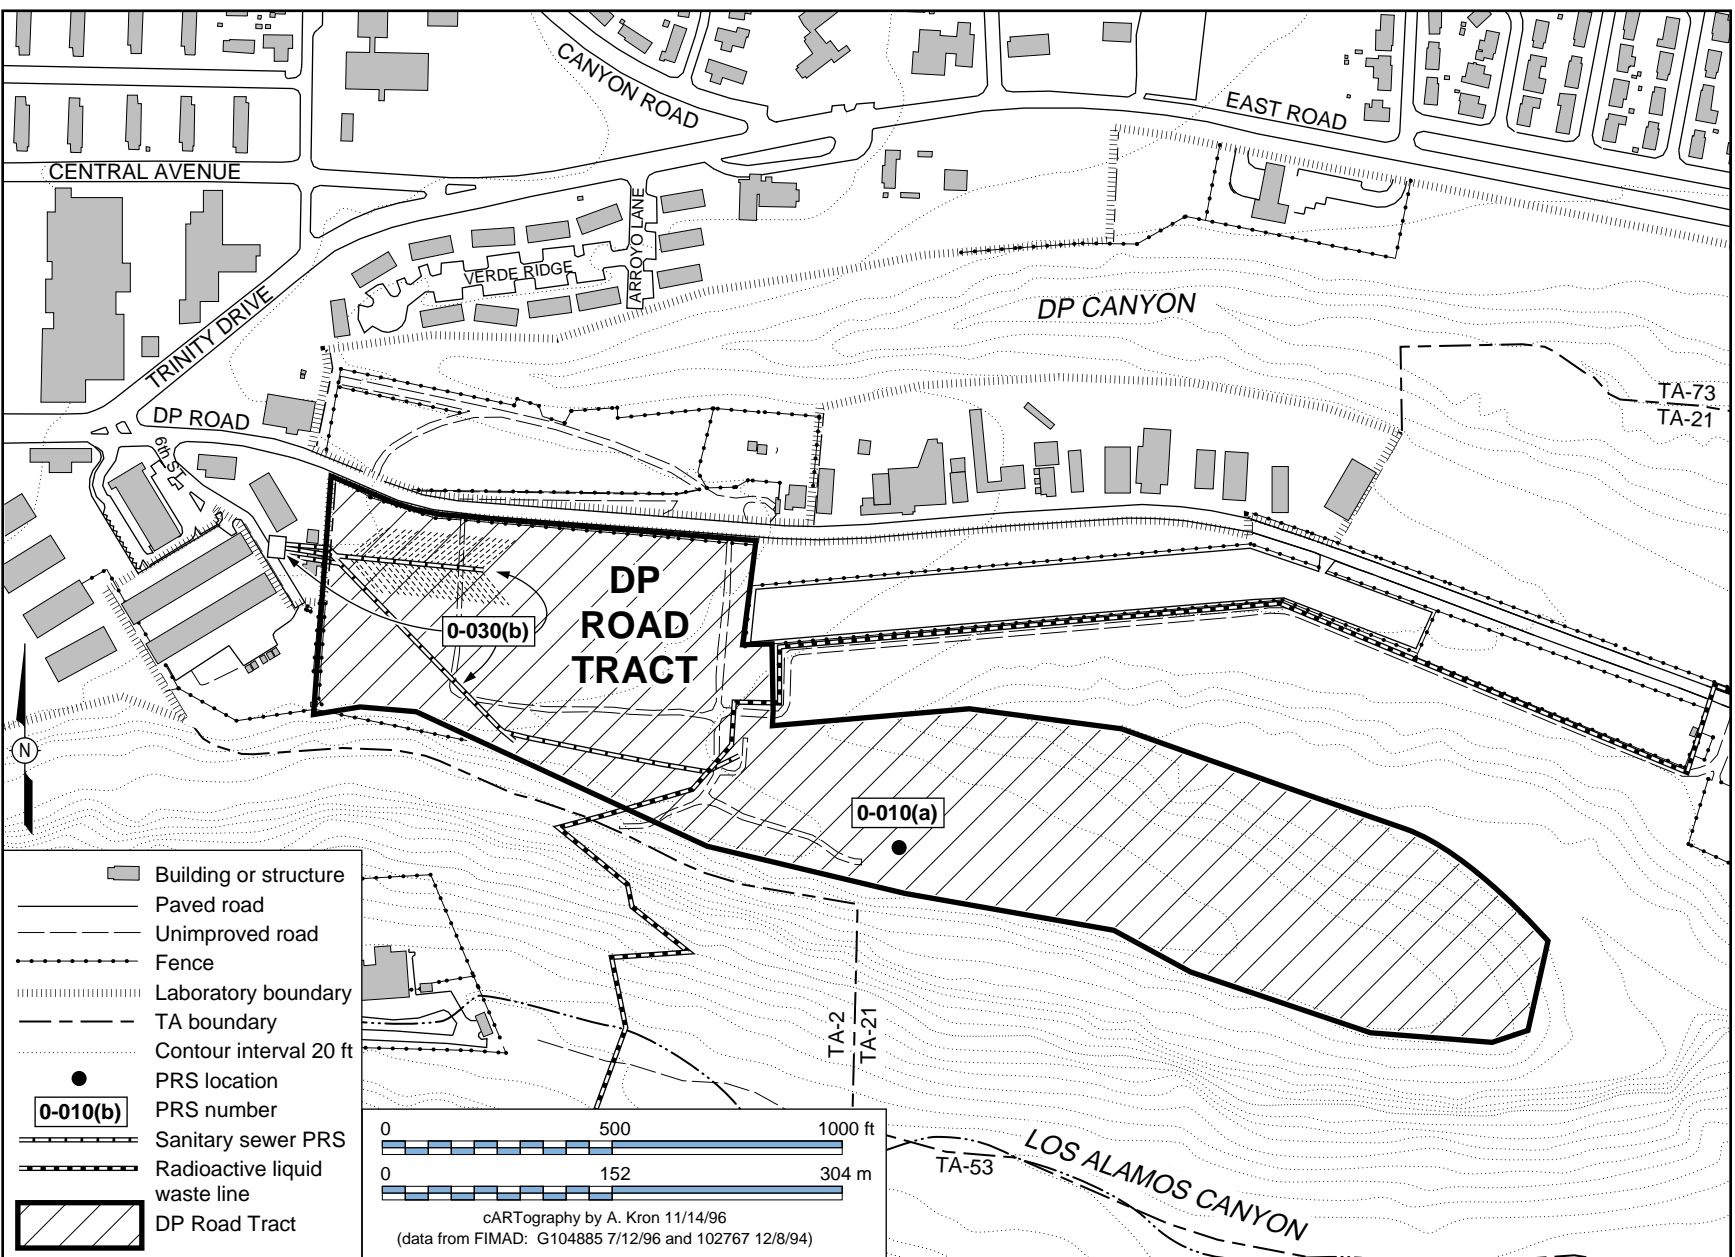 CANYON ROAD
EAST ROAD
CENTRAL AVENUE
ARROYO LANE
VERDE RIDGE
DP CANYON
TRINITY DRIVE
TA-73
TA-21
DP ROAD
6th ST.
DP
ROAD
TRACT
0-030(b)
N
0-010(a)
Building or structure
Paved road
Unimproved road
Fence
Laboratory boundary
TA boundary
Contour interval 20 ft
PRS location
0-010(b) PRS number
Sanitary sewer PRS
Radioactive liquid
waste line
DP Road Tract
TA-2
TA-21
0 500 1000 ft
0 152 304 m
cARTography by A. Kron 11/14/96
(data from FIMAD: G104885 7/12/96 and 102767 12/8/94)
TA-53
LOS ALAMOS CANYON